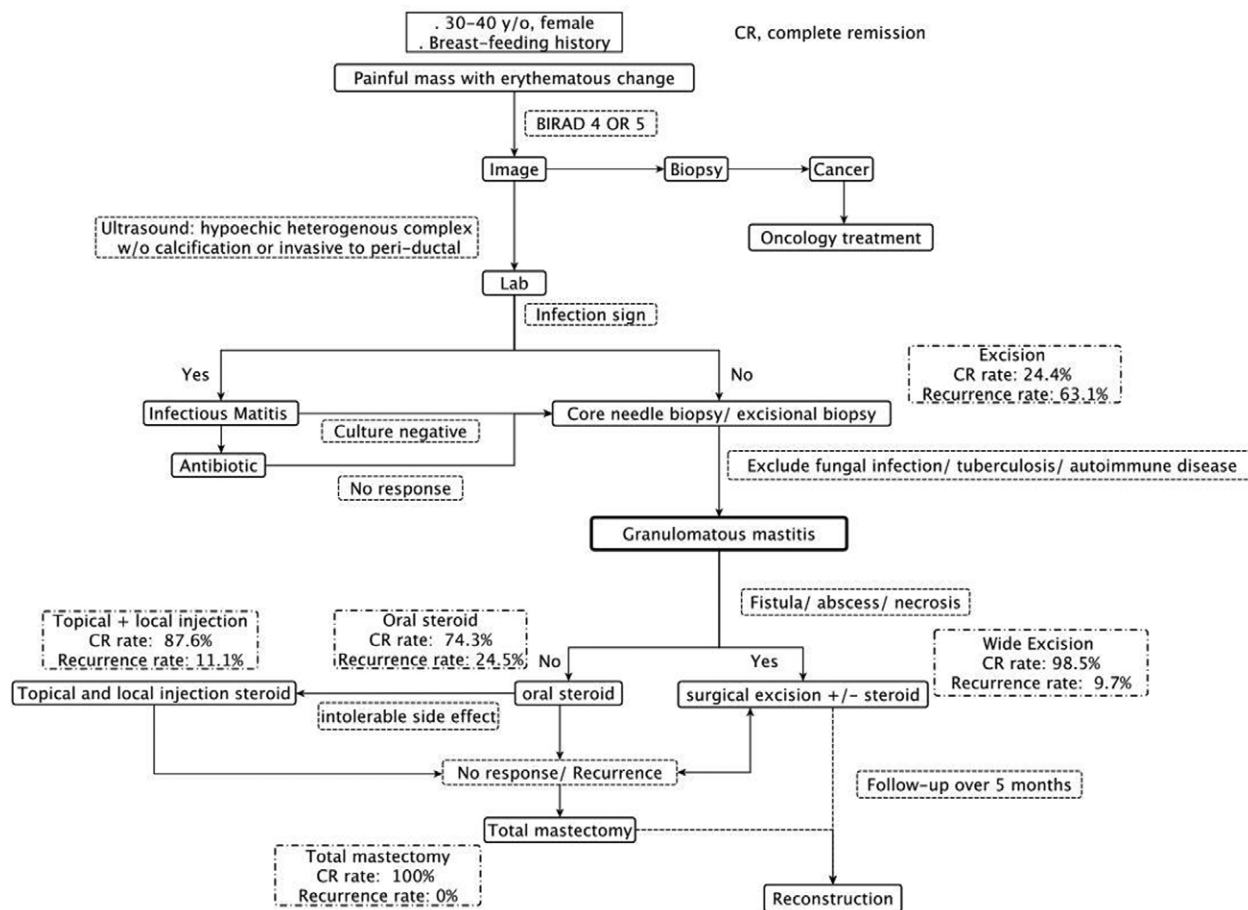 . 30-40 y/o, female
. Breast-feeding history
CR, complete remission
Painful mass with erythematous change
BIRAD 4 OR 5
Image
Biopsy
Cancer
Ultrasound: hypoechic heterogenous complex
w/o calcification or invasive to peri-ductal
Oncology treatment
Lab
Infection sign
Yes
No
Excision
CR rate: 24.4%
Recurrence rate: 63.1%
Infectious Matitis
Core needle biopsy/ excisional biopsy
Culture negative
Antibiotic
Exclude fungal infection/ tuberculosis/ autoimmune disease
No response
Granulomatous mastitis
Fistula/ abscess/ necrosis
Topical + local injection
CR rate: 87.6%
Recurrence rate: 11.1%
Oral steroid
CR rate: 74.3%
Recurrence rate: 24.5%
Wide Excision
CR rate: 98.5%
Recurrence rate: 9.7%
No
Yes
Topical and local injection steroid
oral steroid
surgical excision +/- steroid
intolerable side effect
No response/ Recurrence
Follow-up over 5 months
Total mastectomy
Total mastectomy
CR rate: 100%
Recurrence rate: 0%
Reconstruction